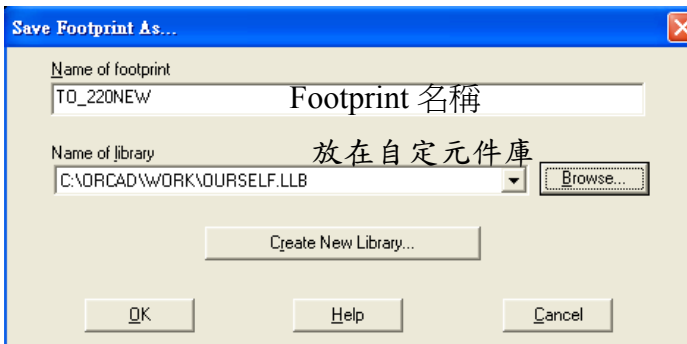 Save Footprint As...
Name of footprint
TO_220NEW Footprint 名稱
Name of library 放在自定元件庫
C:\ORCAD\WORK\OURSELF.LLB Browse...
Create New Library...
OK Help Cancel